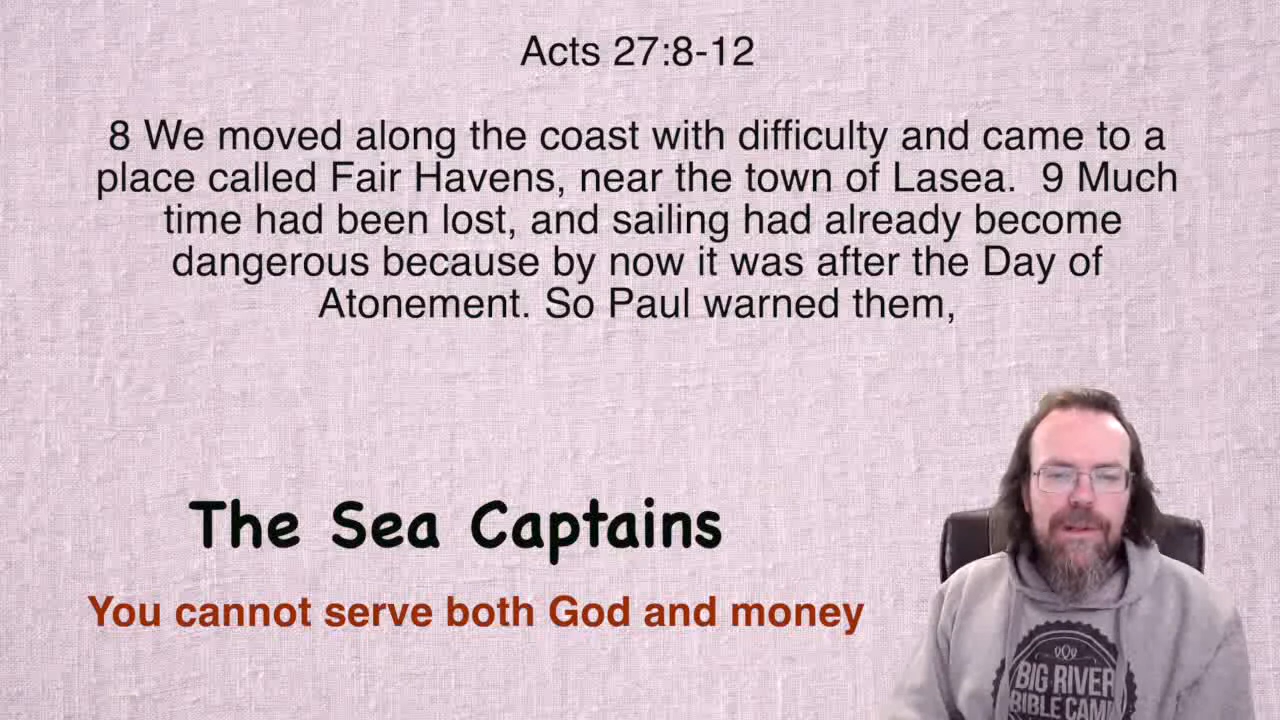 Acts 27:8-12
8 We moved along the coast with difficulty and came to a
place called Fair Havens, near the town of Lasea.  9 Much
time had been lost, and sailing had already become
dangerous because by now it was after the Day of
Atonement. So Paul warned them,
The Sea Captains
You cannot serve both God and money
BIG RIVER
BIBLE CAMP